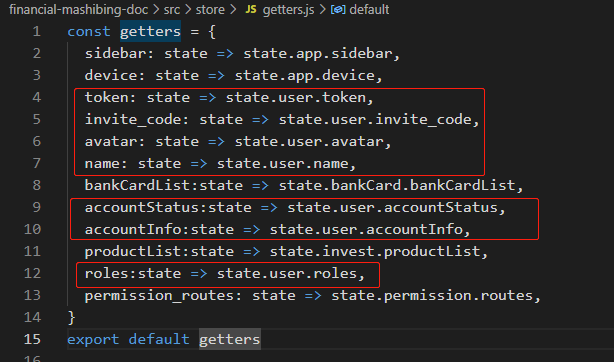 financial-mashibing-doc > src > store > JS getters.js > default
1 const getters = {
2 sidebar: state => state.app.sidebar,
3 device: state => state.app.device,
4 token: state => state.user.token,
5 invite_code: state => state.user.invite_code,
6 avatar: state => state.user.avatar,
7 name: state => state.user.name,
8 bankCardList:state => state.bankCard.bankCardList,
9 accountStatus:state => state.user.accountStatus,
10 accountInfo:state => state.user.accountInfo,
11 productList:state => state.invest.productList,
12 roles:state => state.user.roles,
13 permission_routes: state => state.permission.routes,
14 }
15 export default getters
16